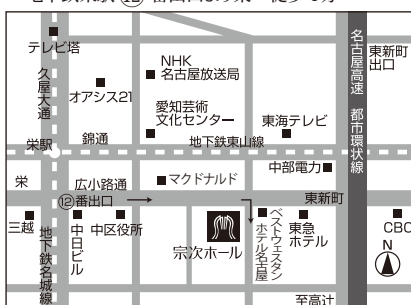 テレビ塔
NHK
名古屋放送局
名古屋高速 都市環状線
東新町
出口
久屋大通
オアシス21
愛知芸術
文化センター
東海テレビ
栄駅
錦通
地下鉄東山線
中部電力
栄
広小路通
マクドナルド
⑫番出口
東新町
三越
地下鉄名城線
中日ビル
中区役所
宗次ホール
ベストウェスタン
ホテル名古屋
東急
ホテル
CBC
N
至高辻